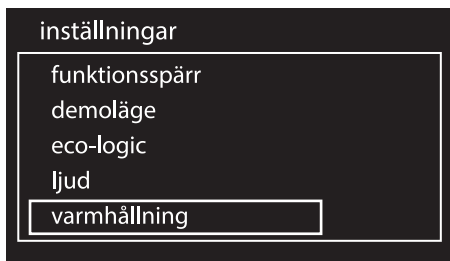 inställningar
funktionsspärr
demoläge
eco-logic
ljud
varmhållning